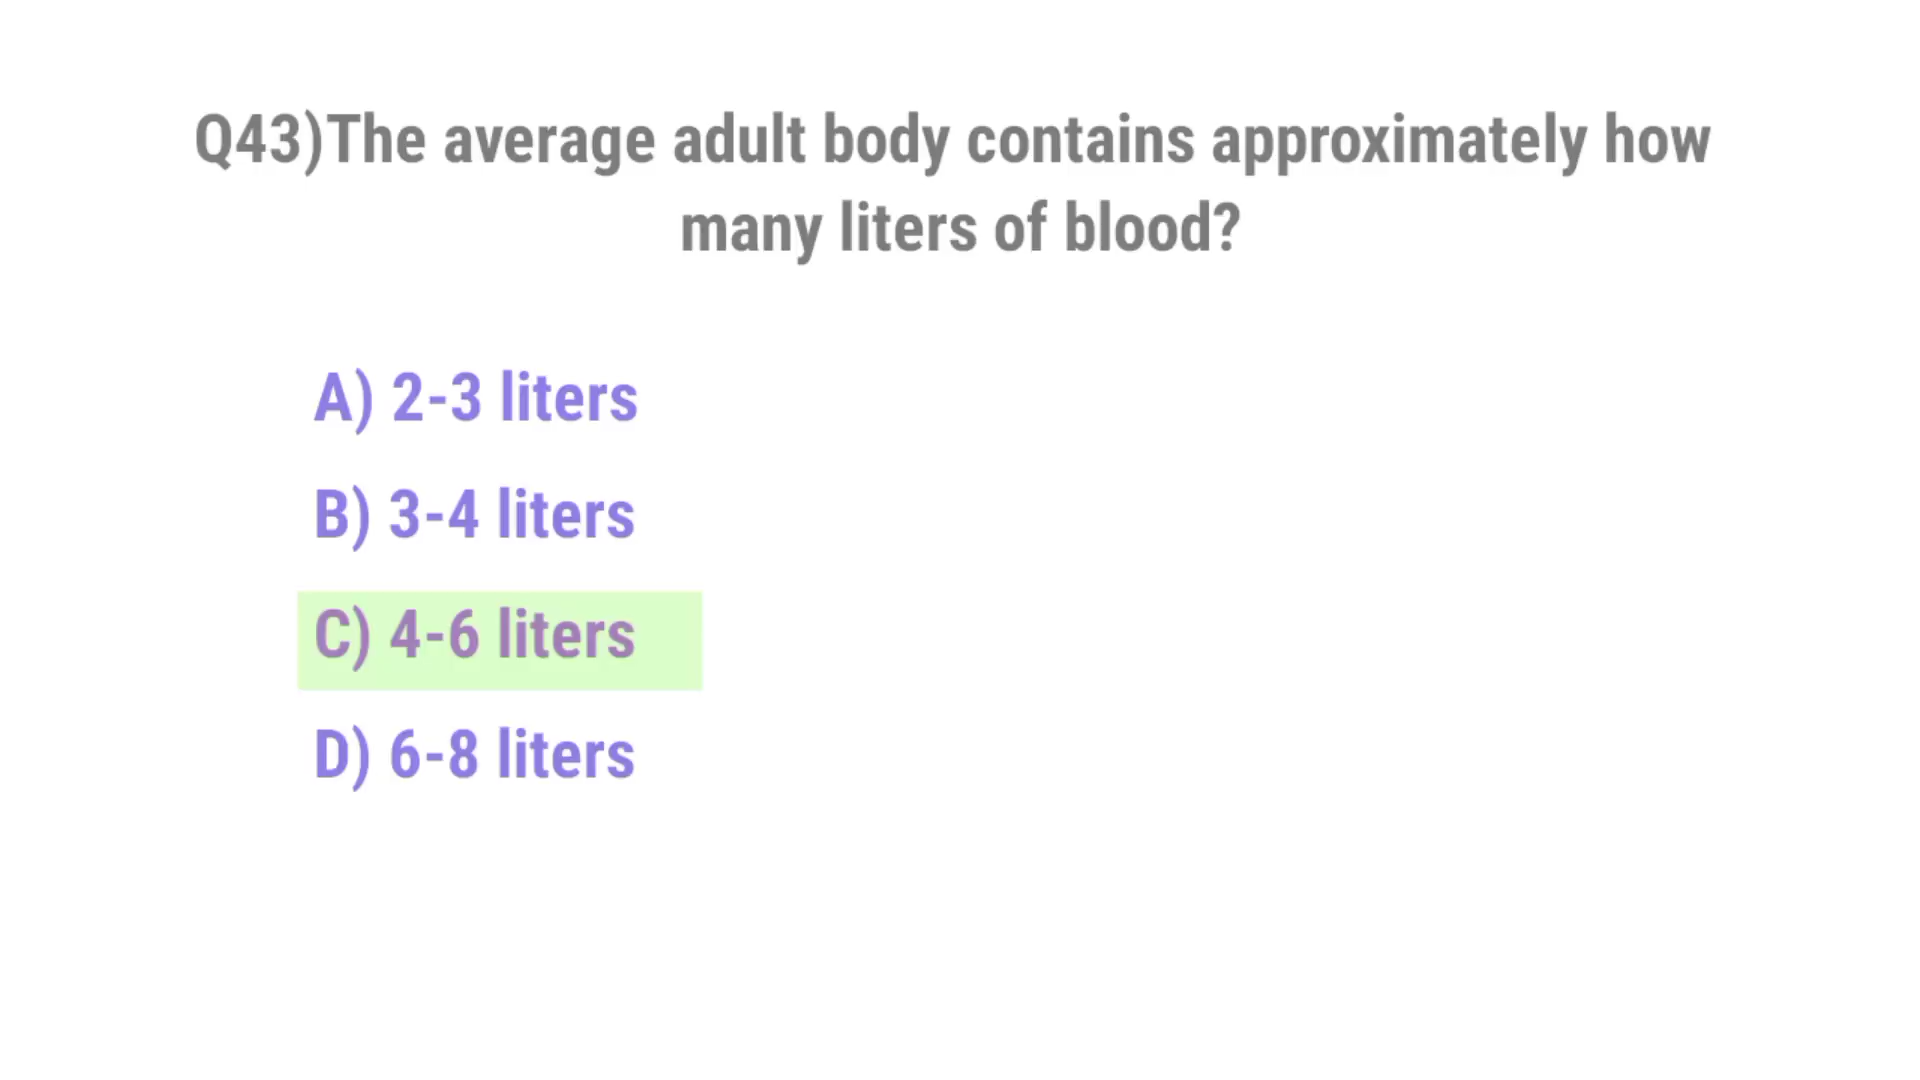 Q43)The average adult body contains approximately how
many liters of blood?
A) 2-3 liters
B) 3-4 liters
C) 4-6 liters
D) 6-8 liters